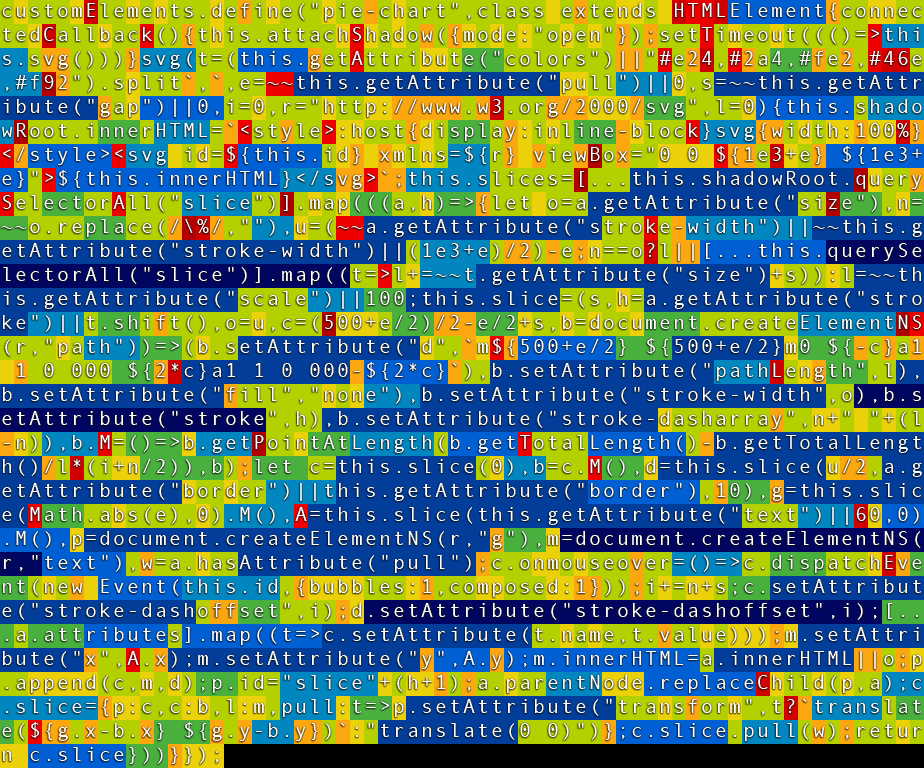 customElements.define("pie-chart",class extends HTMLElement{connec
tedCallback(){this.attachShadow({mode:"open"});setTimeout((()=>thi
s.svg()))}svg(t=(this.getAttribute("colors")||"#e24,#2a4,#fe2,#46e
,#f92").split`,`,e=~~this.getAttribute("pull")||0,s=~~this.getAttr
ibute("gap")||0,i=0,r="http://www.w3.org/2000/svg",l=0){this.shado
wRoot.innerHTML=`<style>:host{display:inline-block}svg{width:100%}
</style><svg id=${this.id} xmlns=${r} viewBox="0 0 ${1e3+e} ${1e3+
e}">${this.innerHTML}</svg>`,this.slices=[...this.shadowRoot.query
SelectorAll("slice")].map(((a,h)=>{let o=a.getAttribute("size"),n=
~~o.replace(/\%/,""),u=(~~a.getAttribute("stroke-width")||~~this.g
etAttribute("stroke-width")||(1e3+e)/2)-e;n==o?l||[...this.querySe
lectorAll("slice")].map((t=>l+=~~t.getAttribute("size")+s)):l=~~th
is.getAttribute("scale")||100;this.slice=(s,h=a.getAttribute("stro
ke")||t.shift(),o=u,c=(500+e/2)/2-e/2+s,b=document.createElementNS
(r,"path"))=>(b.setAttribute("d",`m${500+e/2} ${500+e/2}m0 ${-c}a1
 1 0 000 ${2*c}a1 1 0 000-${2*c}`),b.setAttribute("pathLength",l),
b.setAttribute("fill","none"),b.setAttribute("stroke-width",o),b.s
etAttribute("stroke",h),b.setAttribute("stroke-dasharray",n+" "+(l
-n)),b.M=()=>b.getPointAtLength(b.getTotalLength()-b.getTotalLengt
h()/l*(i+n/2)),b);let c=this.slice(0),b=c.M(),d=this.slice(u/2,a.g
etAttribute("border")||this.getAttribute("border"),10),g=this.slic
e(Math.abs(e),0).M(),A=this.slice(this.getAttribute("text")||60,0)
.M(),p=document.createElementNS(r,"g"),m=document.createElementNS(
r,"text"),w=a.hasAttribute("pull");c.onmouseover=()=>c.dispatchEve
nt(new Event(this.id,{bubbles:1,composed:1}));i+=n+s;c.setAttribut
e("stroke-dashoffset",i);d.setAttribute("stroke-dashoffset",i);[..
.a.attributes].map((t=>c.setAttribute(t.name,t.value)));m.setAttri
bute("x",A.x);m.setAttribute("y",A.y);m.innerHTML=a.innerHTML||o;p
.append(c,m,d);p.id="slice"+(h+1);a.parentNode.replaceChild(p,a);c
.slice={p:c,c:b,l:m,pull:t=>p.setAttribute("transform",t?`translat
e(${g.x-b.x} ${g.y-b.y})`:"translate(0 0)")};c.slice.pull(w);retur
n c.slice}))}});